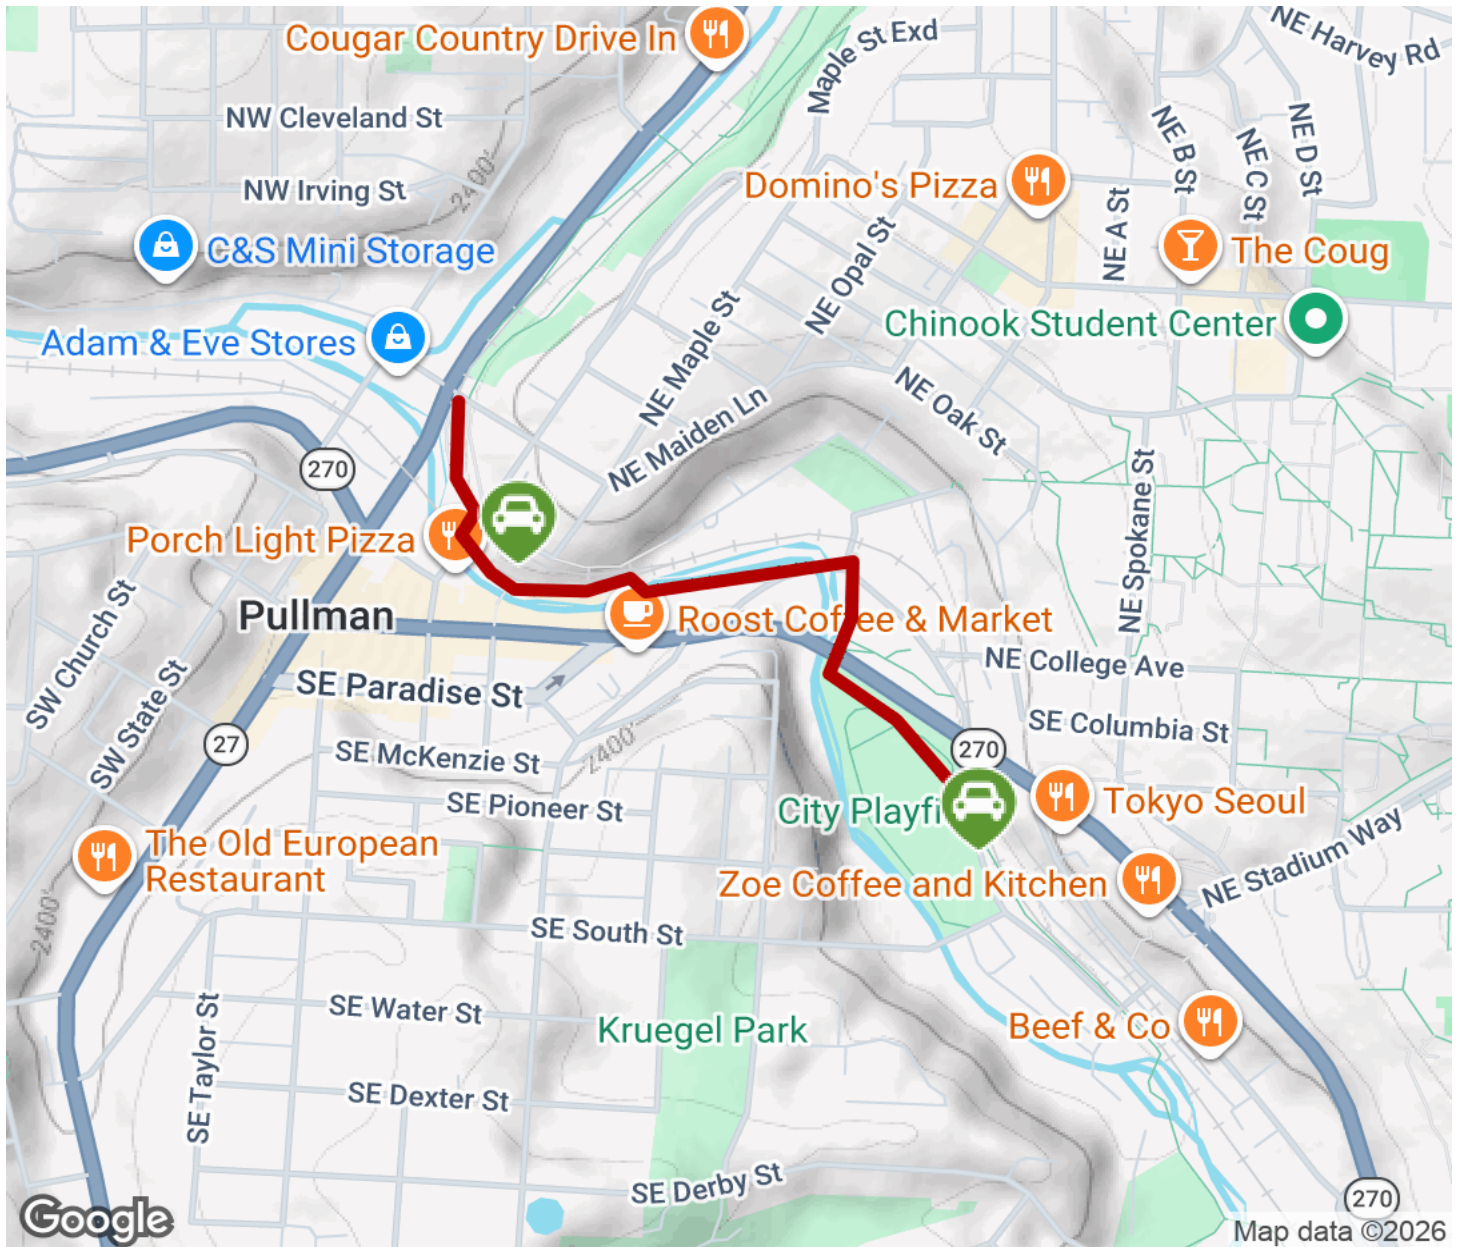 Cougar Country Drive In
Maple St Exd
NE Harvey Rd
NW Cleveland St
NE B St
NE C St
NE D St
NW Irving St
2400'
Domino's Pizza
NE A St
C&S Mini Storage
NE Opal St
The Coug
Adam & Eve Stores
NE Maple St
Chinook Student Center
NE Maiden Ln
NE Oak St
270
NE Spokane St
Porch Light Pizza
Pullman
Roost Coffee & Market
SW Church St
SW State St
SE Paradise St
NE College Ave
27
SE McKenzie St
2400'
270
SE Columbia St
SE Pioneer St
City Playfi
Tokyo Seoul
The Old European
Restaurant
Zoe Coffee and Kitchen
NE Stadium Way
2400'
SE South St
SE Taylor St
SE Water St
Kruegel Park
Beef & Co
SE Dexter St
SE Derby St
270
Google
Map data ©2026